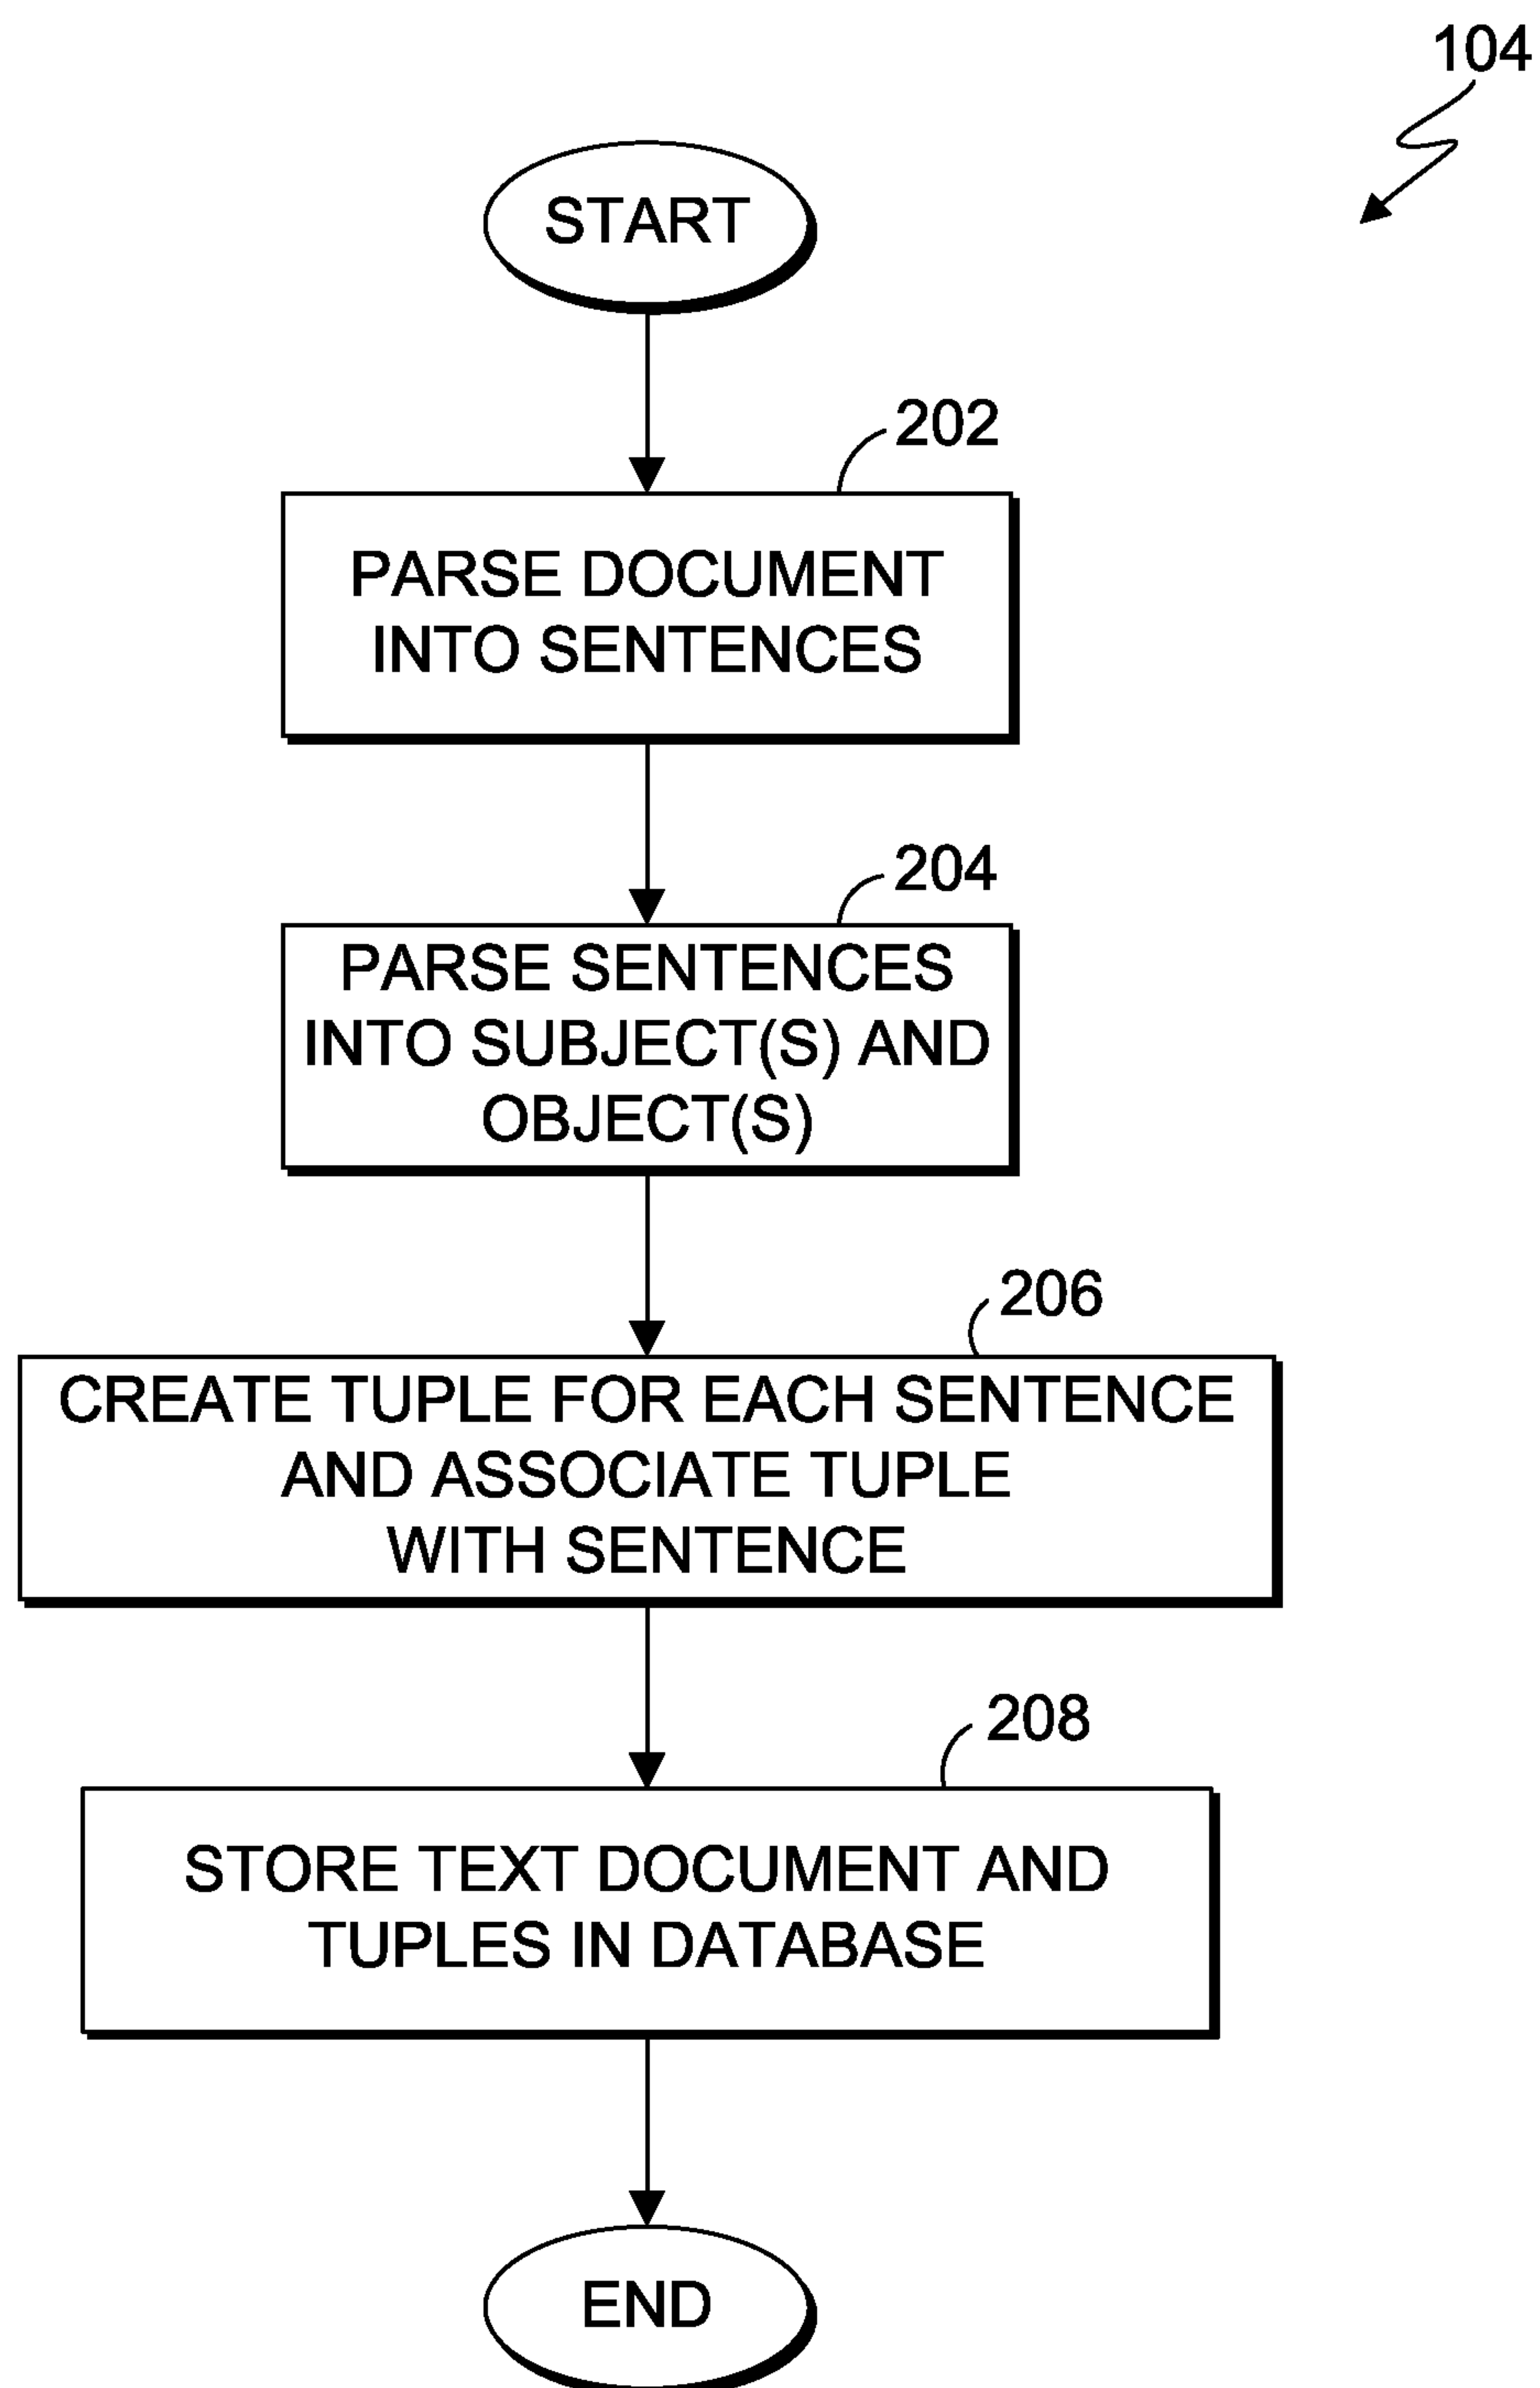 104
START
202
PARSE DOCUMENT
INTO SENTENCES
204
PARSE SENTENCES
INTO SUBJECT(S) AND
OBJECT(S)
206
CREATE TUPLE FOR EACH SENTENCE
AND ASSOCIATE TUPLE
WITH SENTENCE
208
STORE TEXT DOCUMENT AND
TUPLES IN DATABASE
END